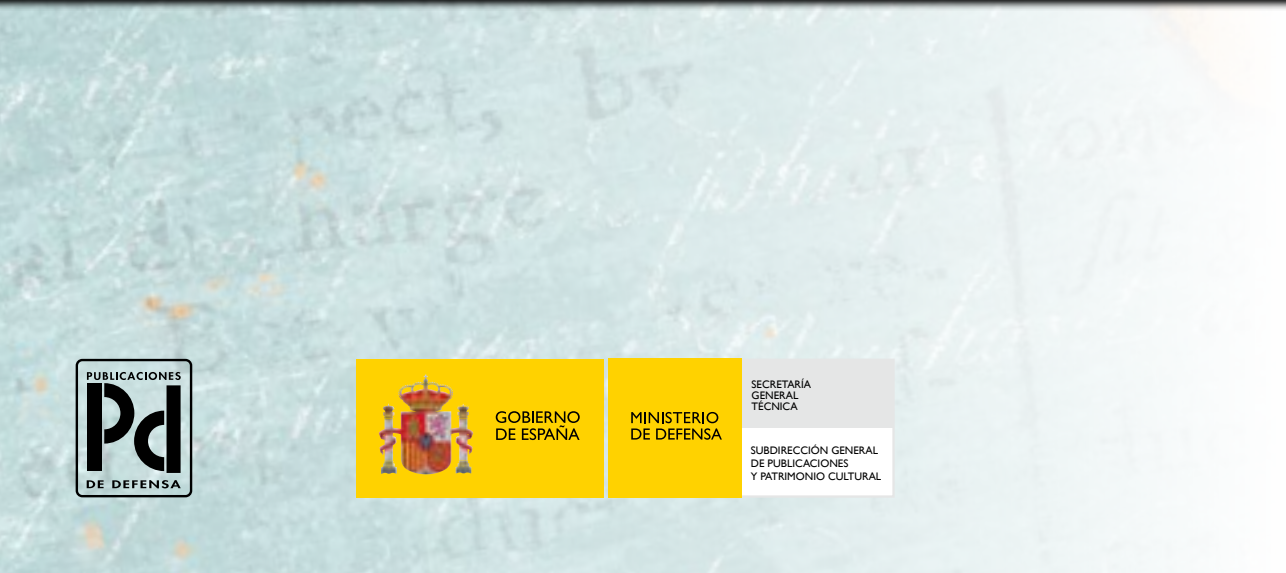 PUBLICACIONES
Pd
DE DEFENSA
GOBIERNO
DE ESPAÑA
MINISTERIO
DE DEFENSA
SECRETARÍA
GENERAL
TÉCNICA
SUBDIRECCIÓN GENERAL
DE PUBLICACIONES
Y PATRIMONIO CULTURAL